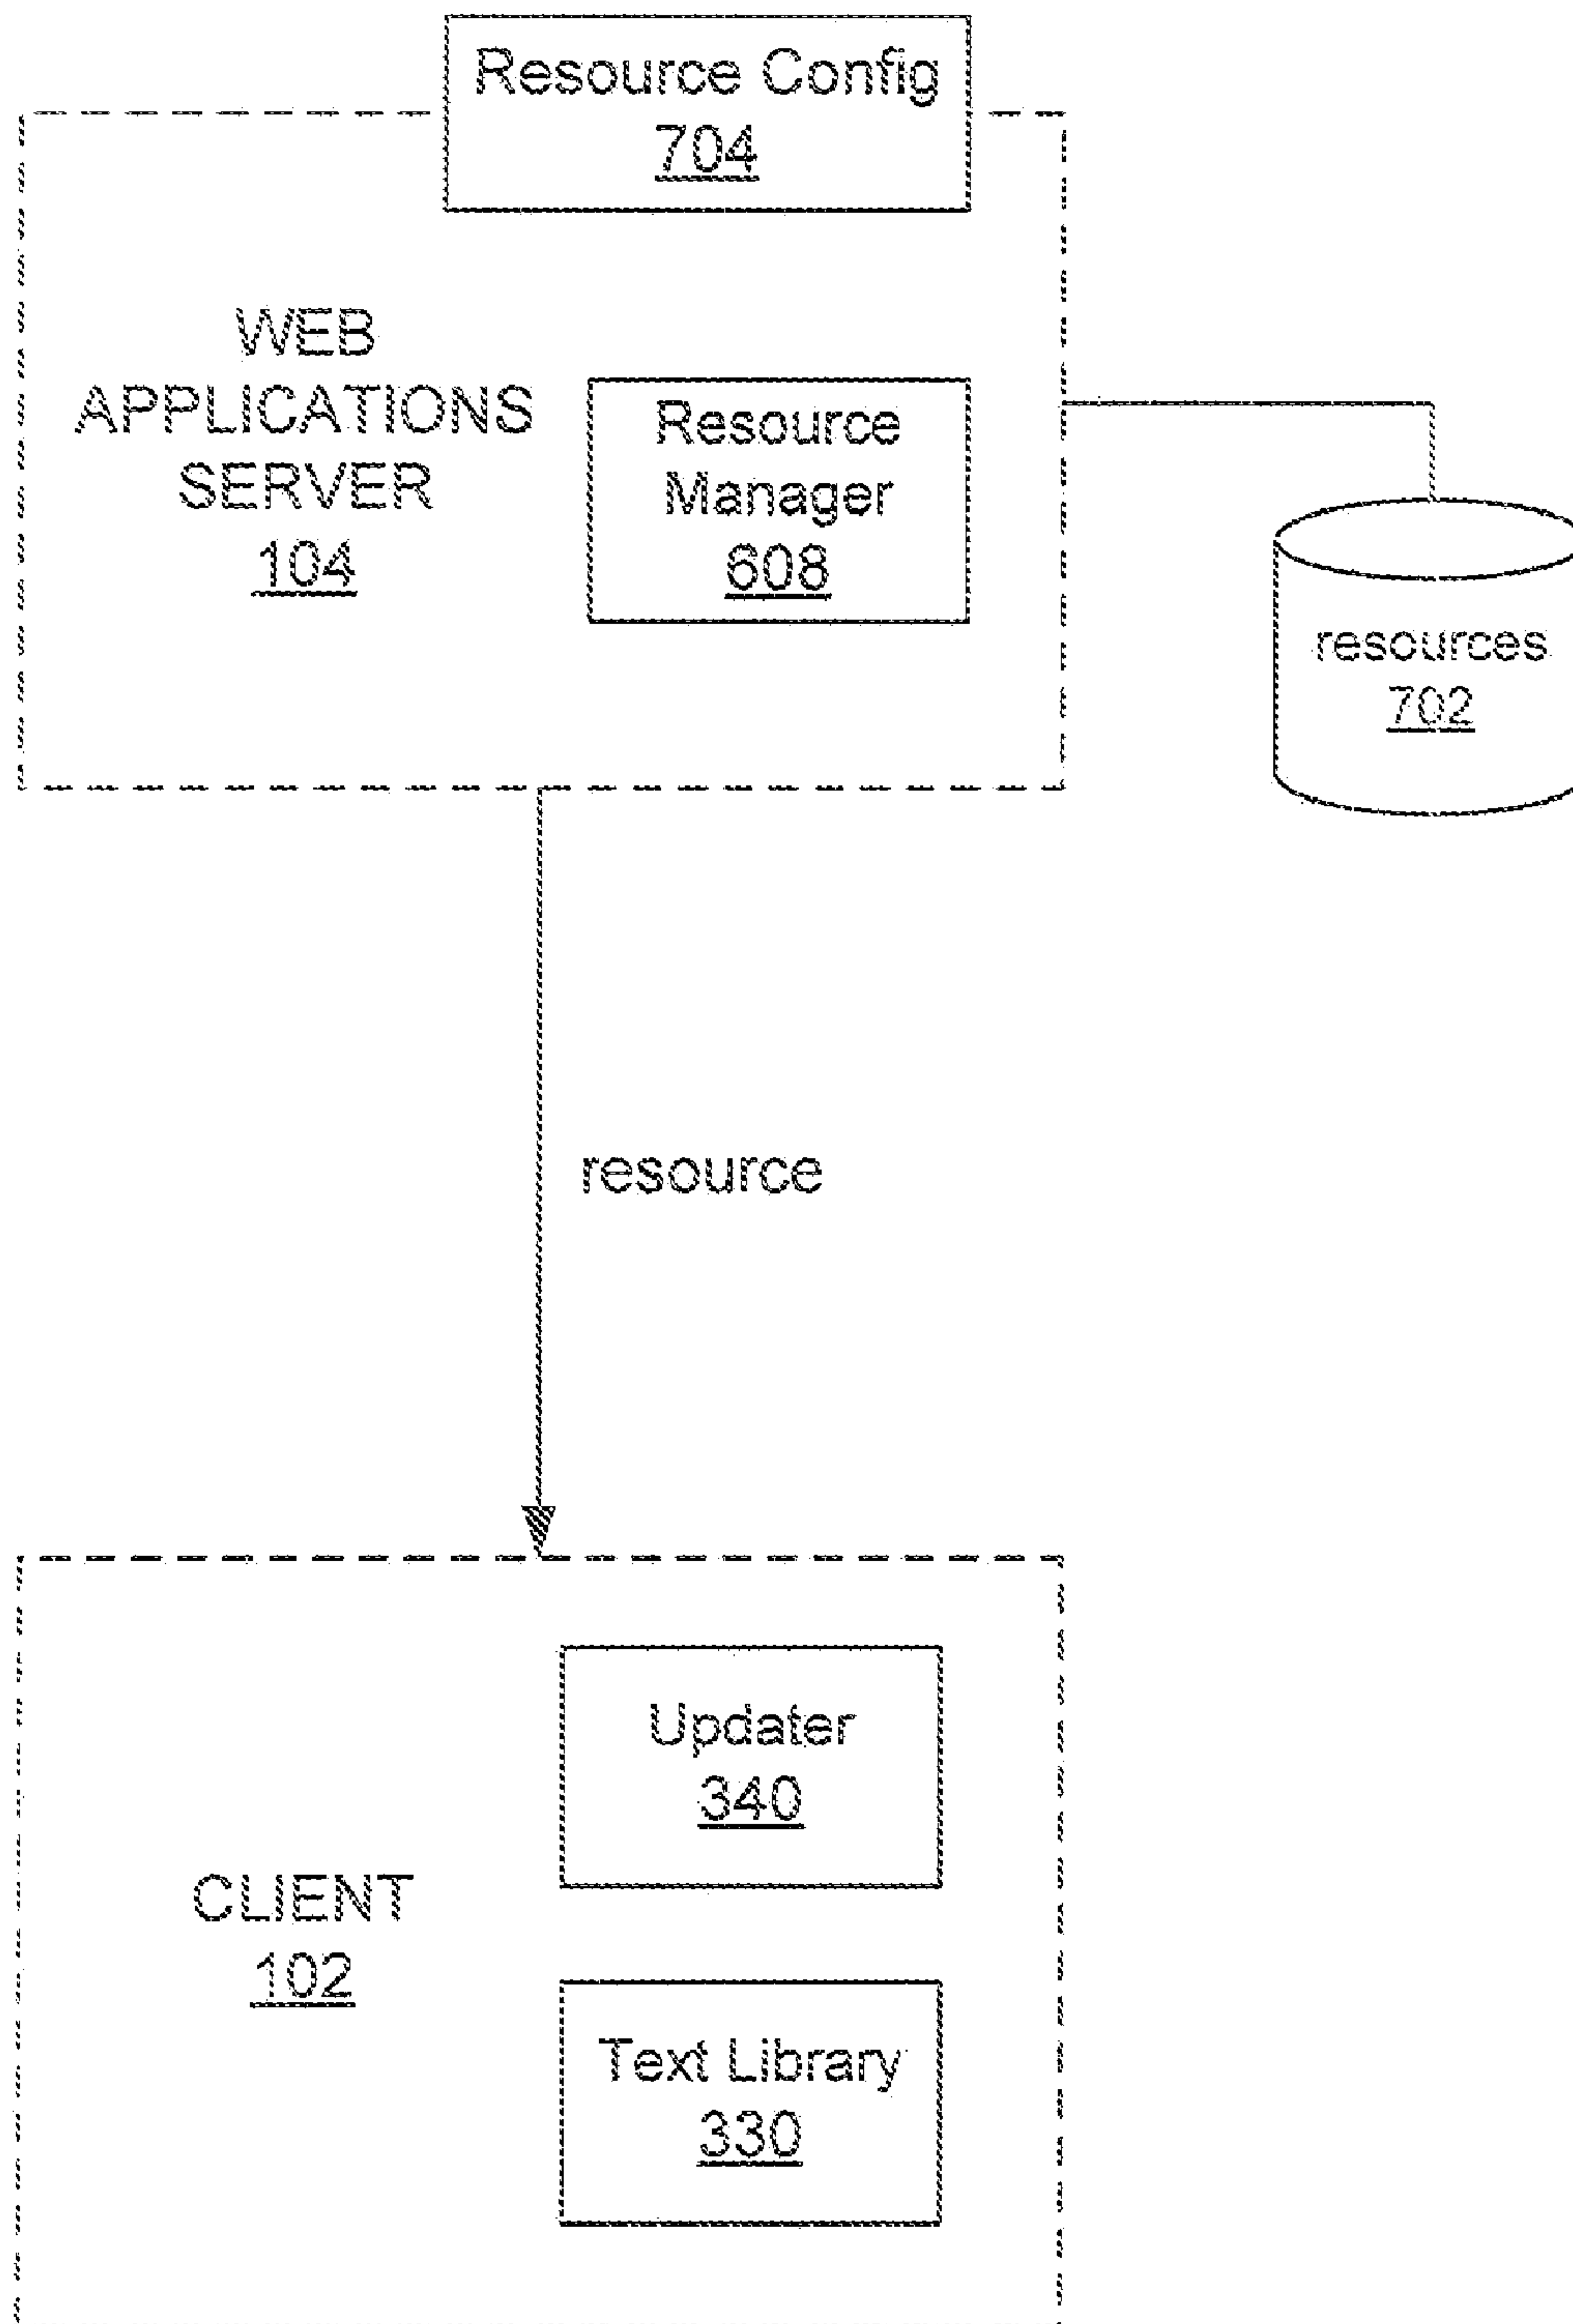 Resource Config
704
WEB
APPLICATIONS
SERVER
104
Resource
Manager
608
resources
702
resource
Updater
340
CLIENT
102
Text Library
330